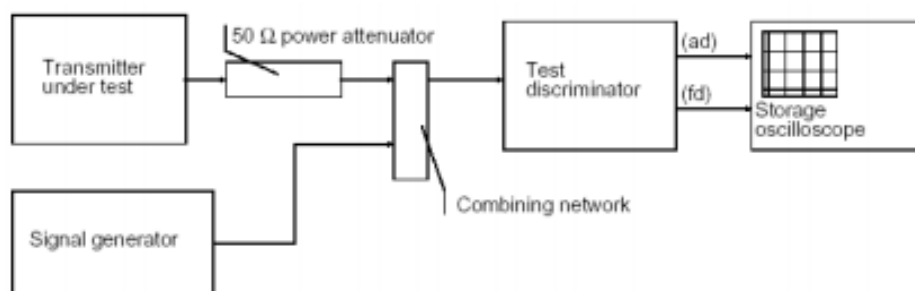 50 Ω power attenuator
Transmitter
under test
Test
discriminator
(ad)
(fd)
Storage
oscilloscope
Combining network
Signal generator